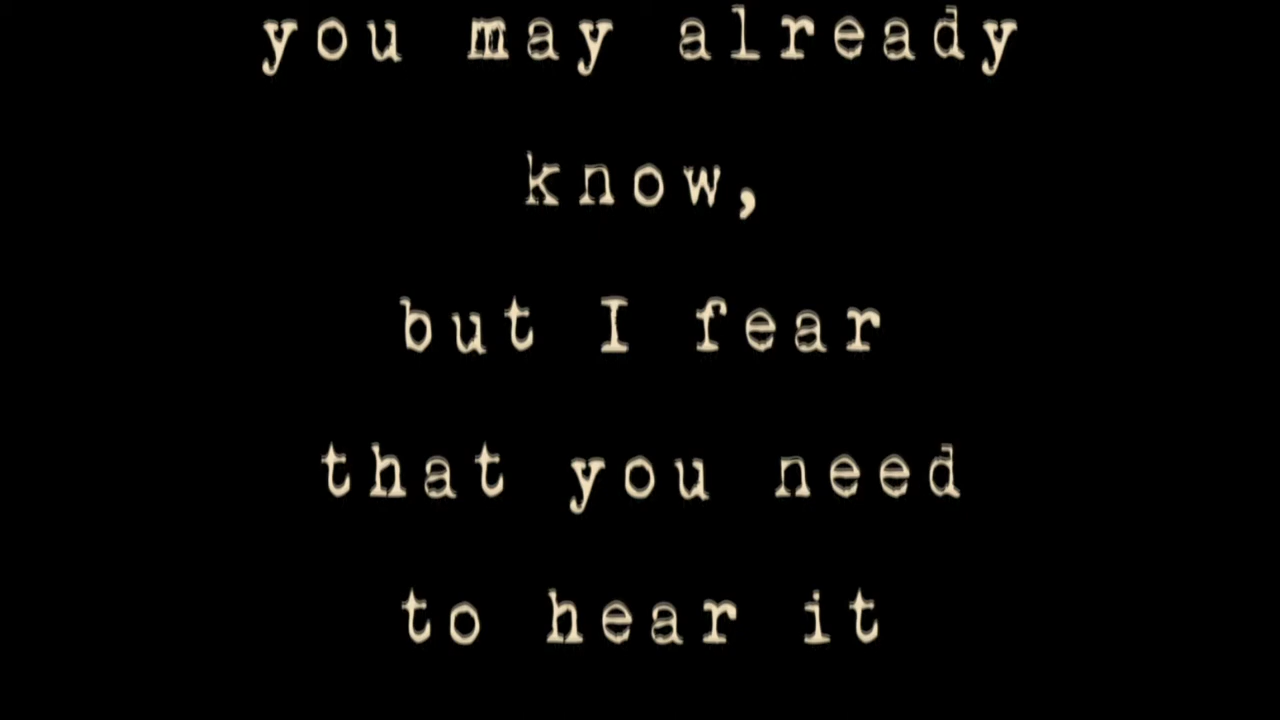 you may already
know,
but I fear
that you need
to hear it